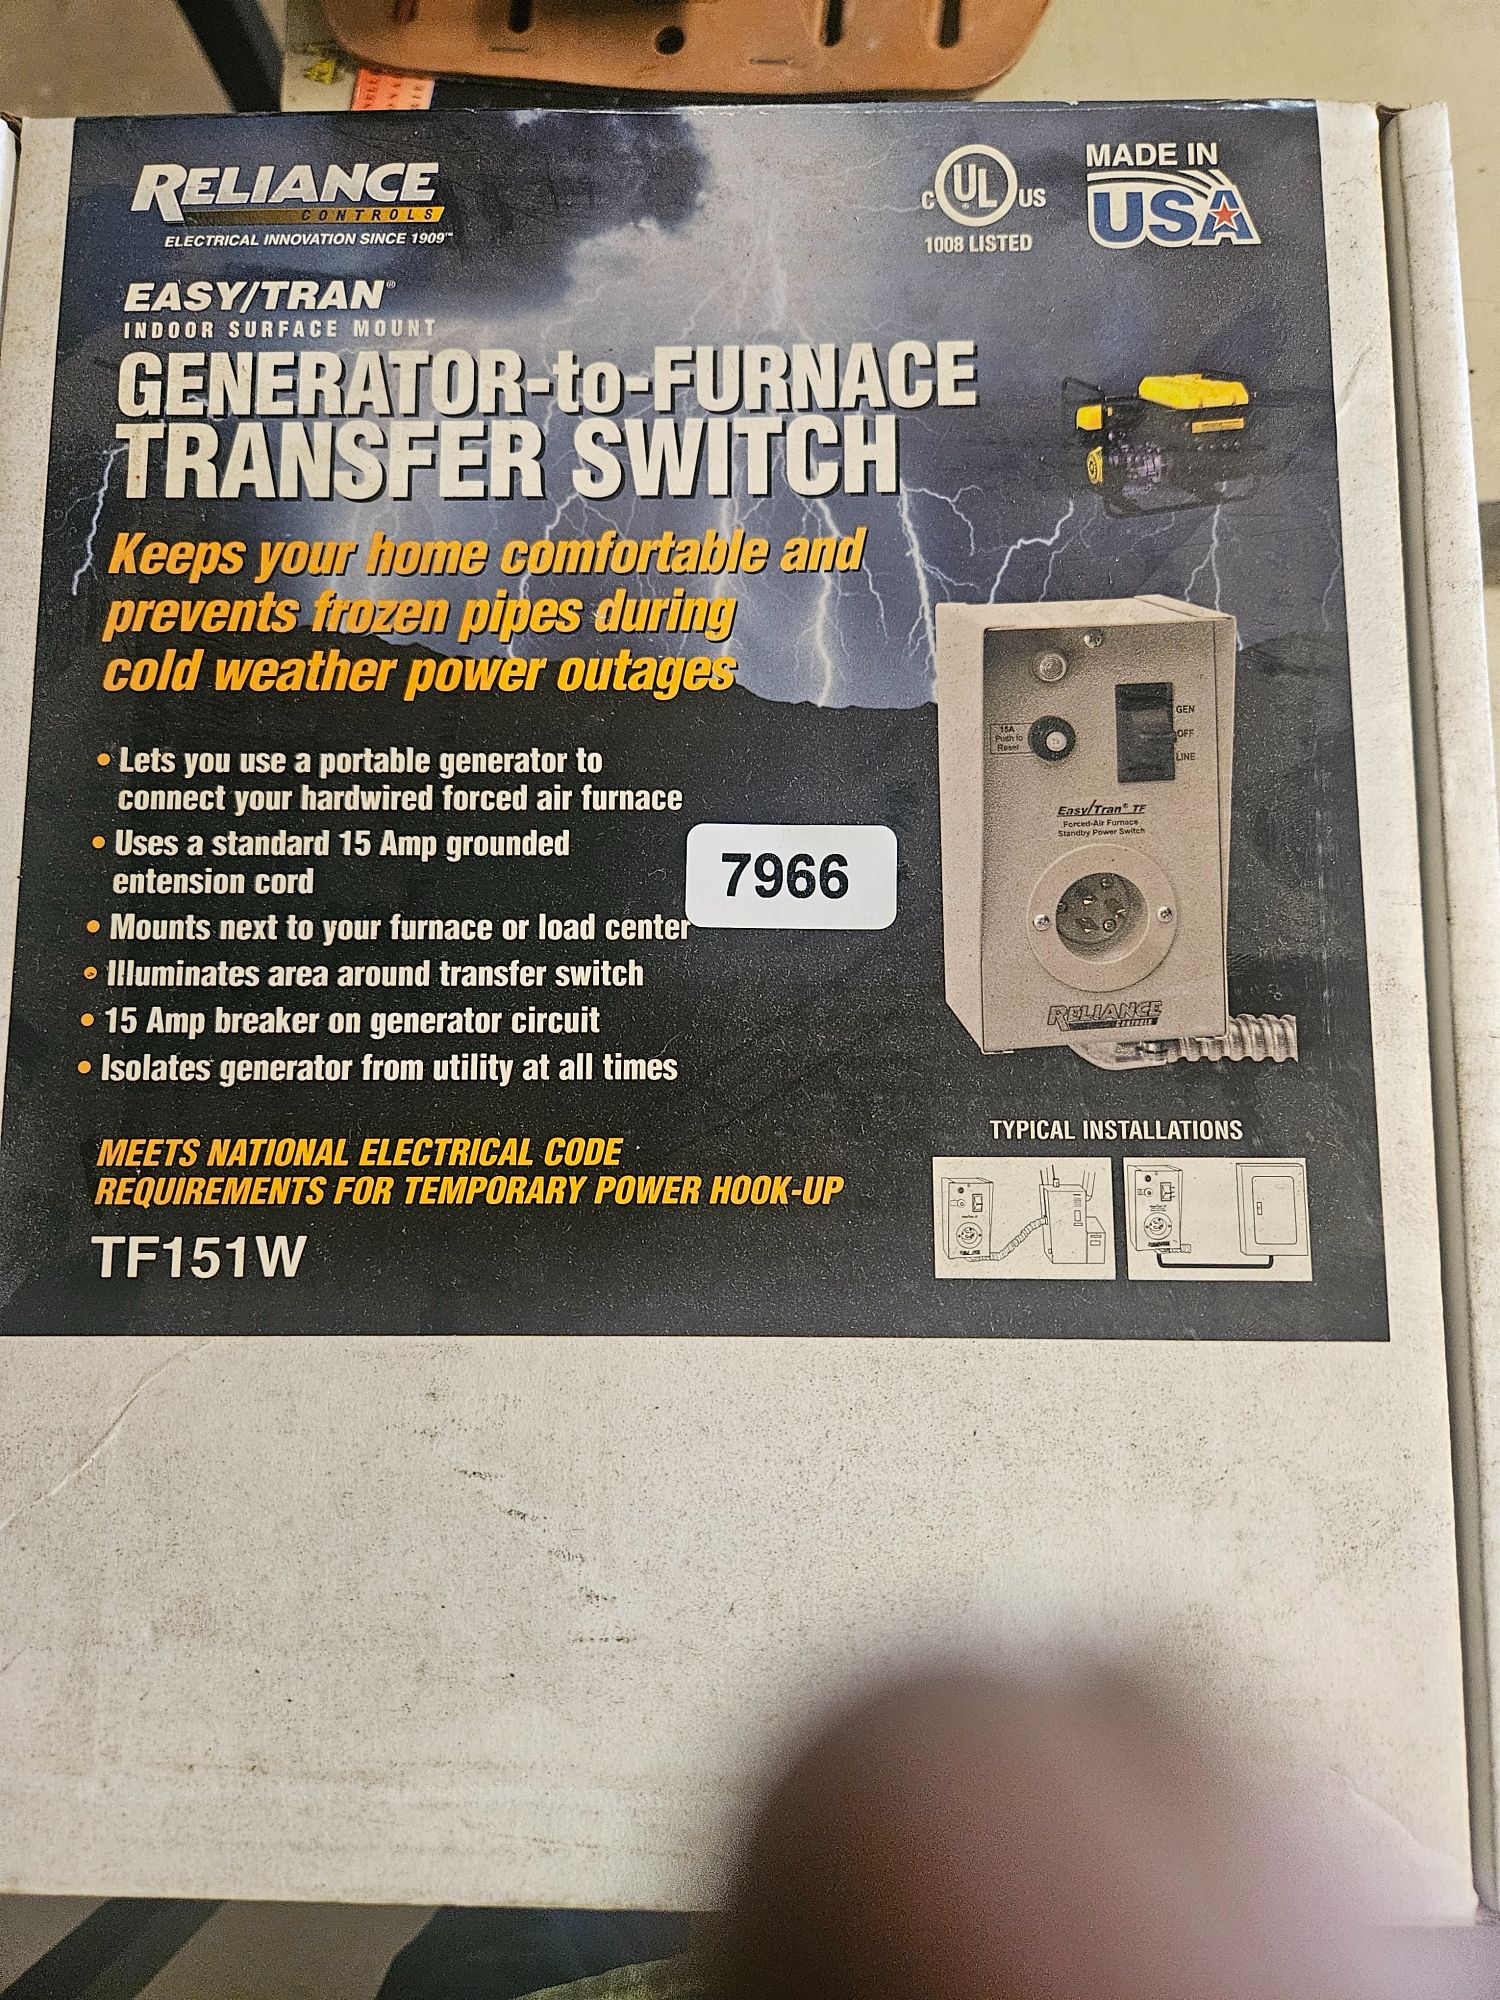 RELIANCE
CONTROLS
ELECTRICAL INNOVATION SINCE 1909™
C UL US
1008 LISTED
MADE IN
USA
EASY/TRAN®
INDOOR SURFACE MOUNT
GENERATOR-to-FURNACE
TRANSFER SWITCH
Keeps your home comfortable and
prevents frozen pipes during
cold weather power outages
• Lets you use a portable generator to
connect your hardwired forced air furnace
• Uses a standard 15 Amp grounded
entension cord
• Mounts next to your furnace or load center
• Illuminates area around transfer switch
• 15 Amp breaker on generator circuit
• Isolates generator from utility at all times
7966
GEN
OFF
LINE
15A
Push to
Reset
Easy/Tran® TF
Forced-Air Furnace
Standby Power Switch
RELIANCE
CONTROLS
MEETS NATIONAL ELECTRICAL CODE
REQUIREMENTS FOR TEMPORARY POWER HOOK-UP
TF151W
TYPICAL INSTALLATIONS